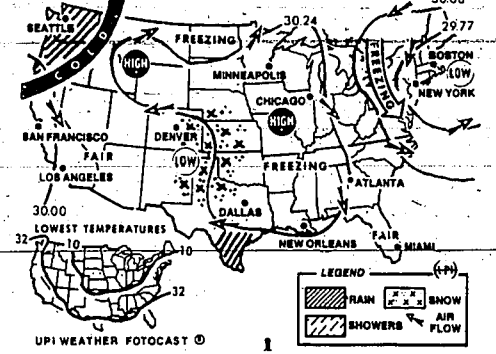 30.24
30.00
29.77
SEATTLE
COLD
FREEZING
HIGH
MINNEAPOLIS
FREEZING
BOSTON
LOW
NEW YORK
CHICAGO
HIGH
SAN FRANCISCO
DENVER
FAIR
LOW
FREEZING
LOS ANGELES
ATLANTA
30.00
DALLAS
LOWEST TEMPERATURES
NEW ORLEANS
FAIR
MIAMI
32
10
10
32
LEGEND
UPI
RAIN
SNOW
SHOWERS
AIR
FLOW
UPI WEATHER FOTOCAST ®